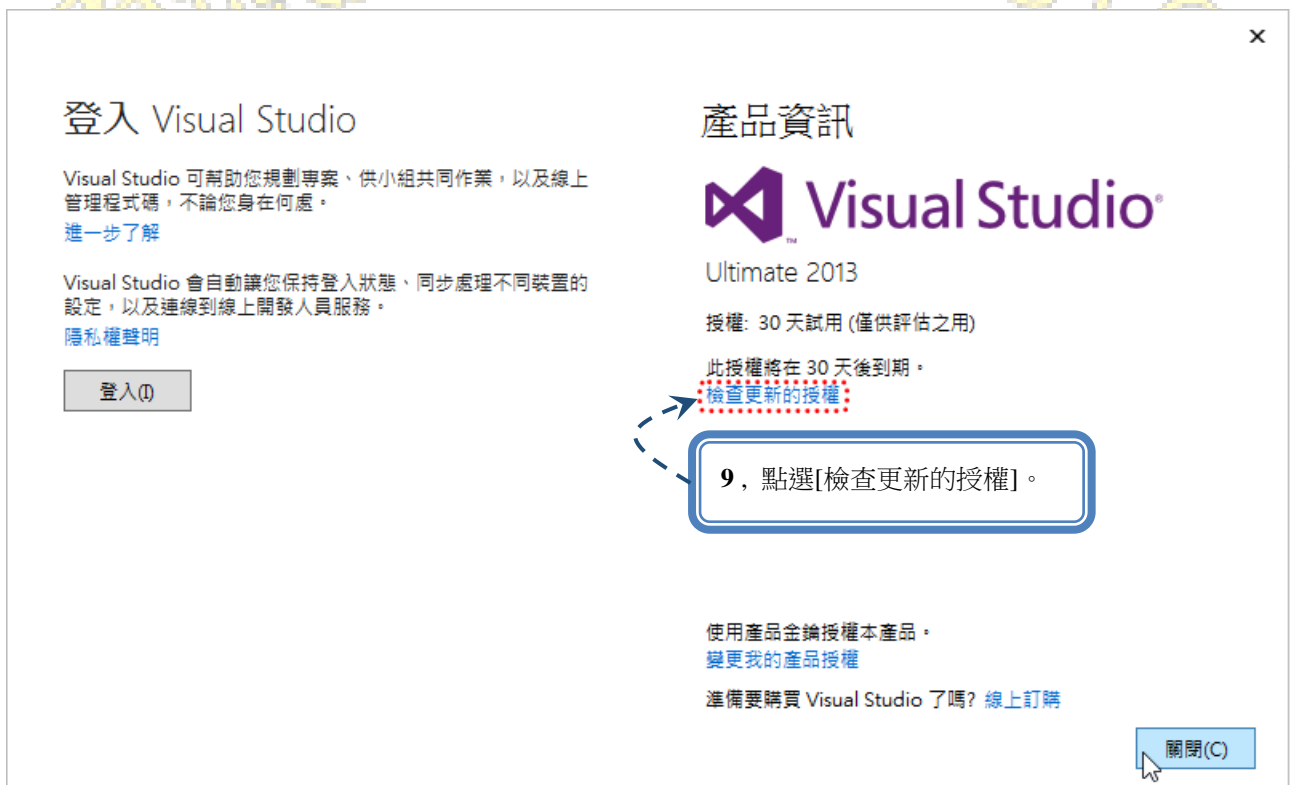 登入 Visual Studio
Visual Studio 可幫助您規劃專案、供小組共同作業，以及線上
管理程式碼，不論您身在何處。
進一步了解
Visual Studio 會自動讓您保持登入狀態、同步處理不同裝置的
設定，以及連線到線上開發人員服務。
隱私權聲明
登入(I)
產品資訊
Visual Studio®
™
Ultimate 2013
授權: 30 天試用 (僅供評估之用)
此授權將在 30 天後到期。
檢查更新的授權
9 , 點選[檢查更新的授權]。
使用產品金鑰授權本產品。
變更我的產品授權
準備要購買 Visual Studio 了嗎? 線上訂購
關閉(C)